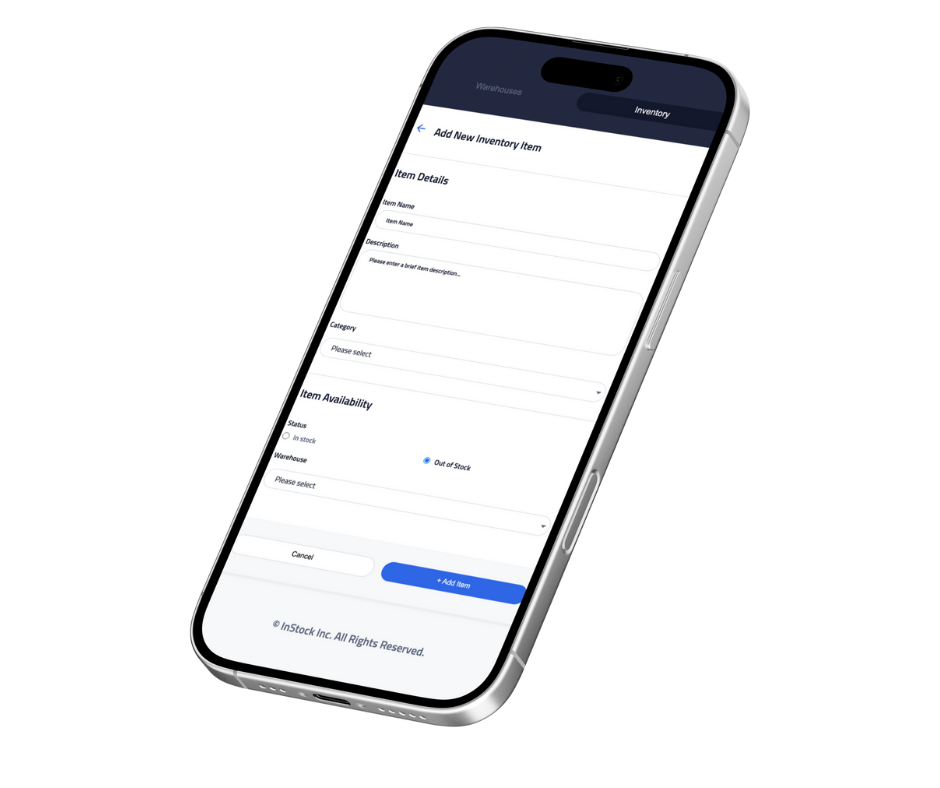 Warehouses
Inventory
Add New Inventory Item
Item Details
Item Name
Item Name
Description
Please enter a brief item description...
Category
Please select
Item Availability
Status
In stock
Out of Stock
Warehouse
Please select
Cancel
+ Add Item
© InStock Inc. All Rights Reserved.